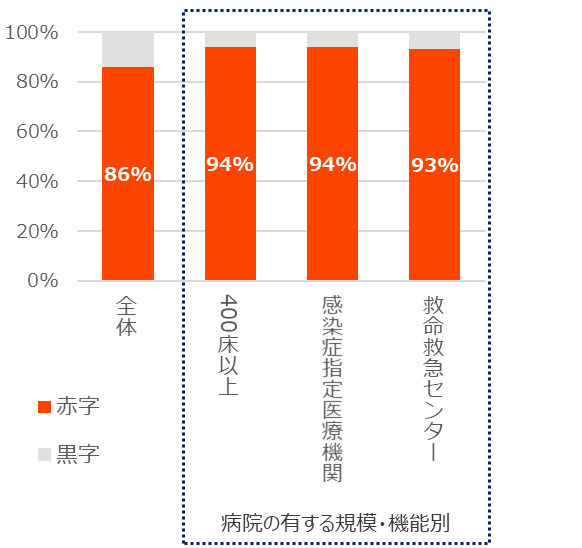 100%
80%
60%
40%
20%
0%
86%
94%
94%
93%
全体
400床以上
感染症指定医療機関
救命救急センター
赤字
黒字
病院の有する規模・機能別